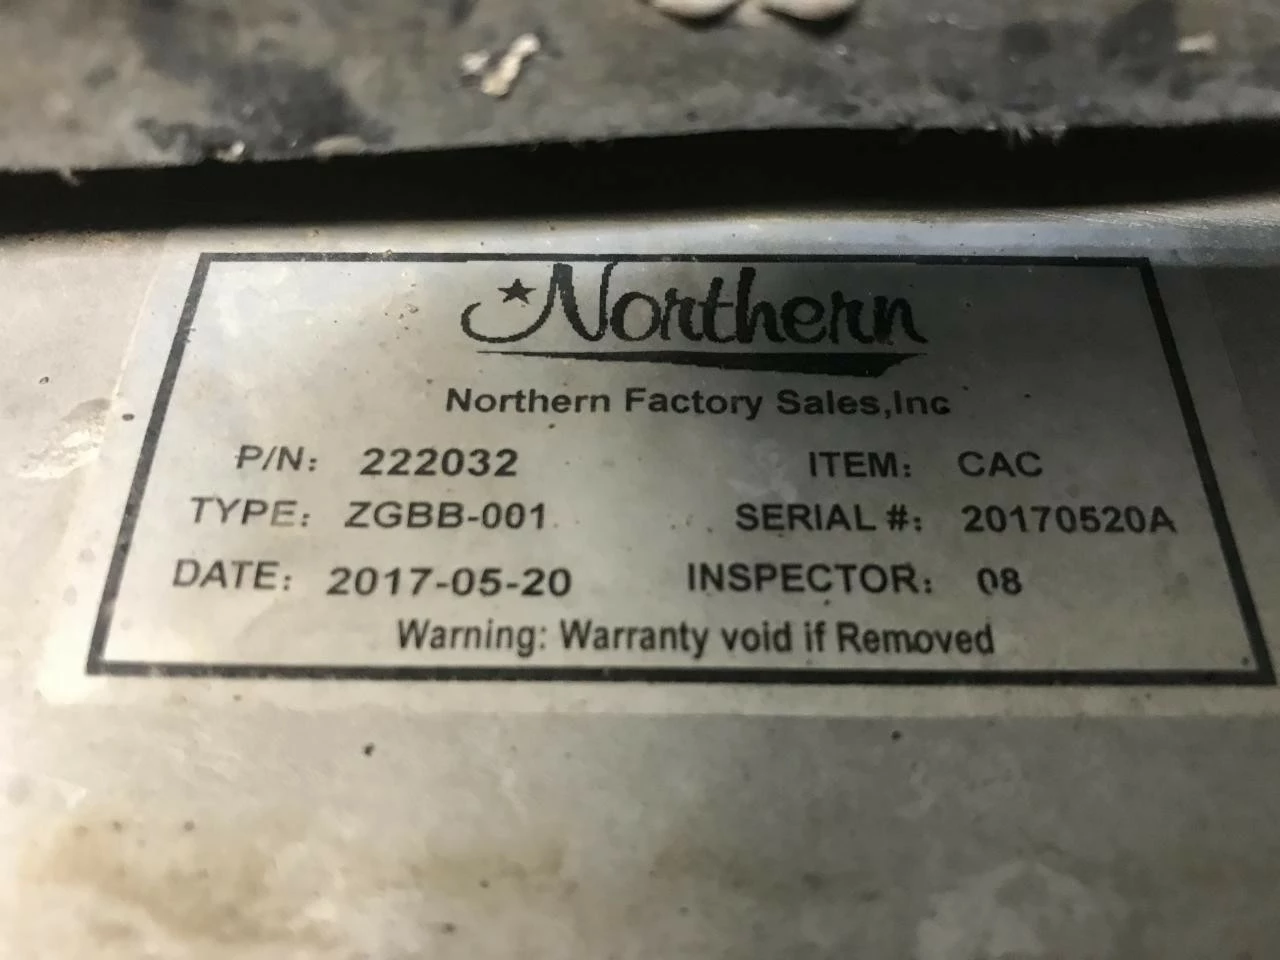 Northern
Northern Factory Sales,Inc
P/N: 222032 ITEM: CAC
TYPE: ZGBB-001 SERIAL #: 20170520A
DATE: 2017-05-20 INSPECTOR: 08
Warning: Warranty void if Removed